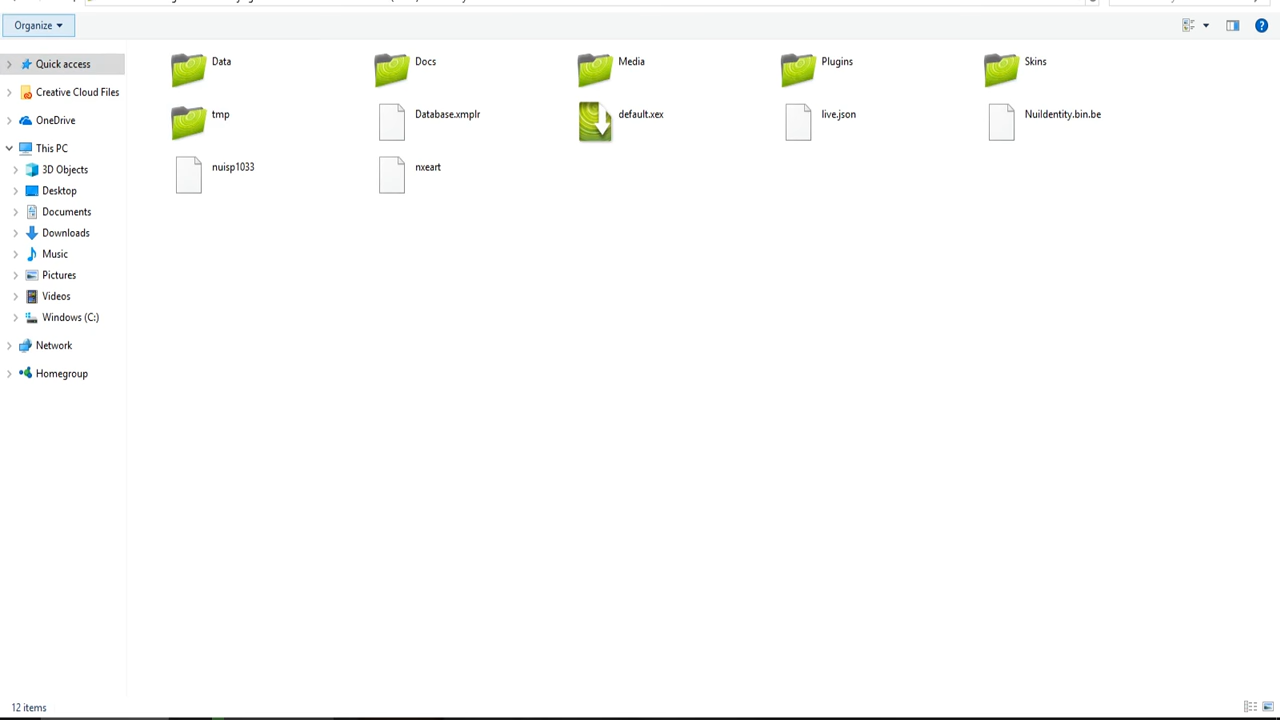 Organize
Quick access
Creative Cloud Files
OneDrive
This PC
3D Objects
Desktop
Documents
Downloads
Music
Pictures
Videos
Windows (C:)
Network
Homegroup
Data
Docs
Media
Plugins
Skins
tmp
Database.xmplr
default.xex
live.json
NuiIdentity.bin.be
nuisp1033
nxeart
12 items